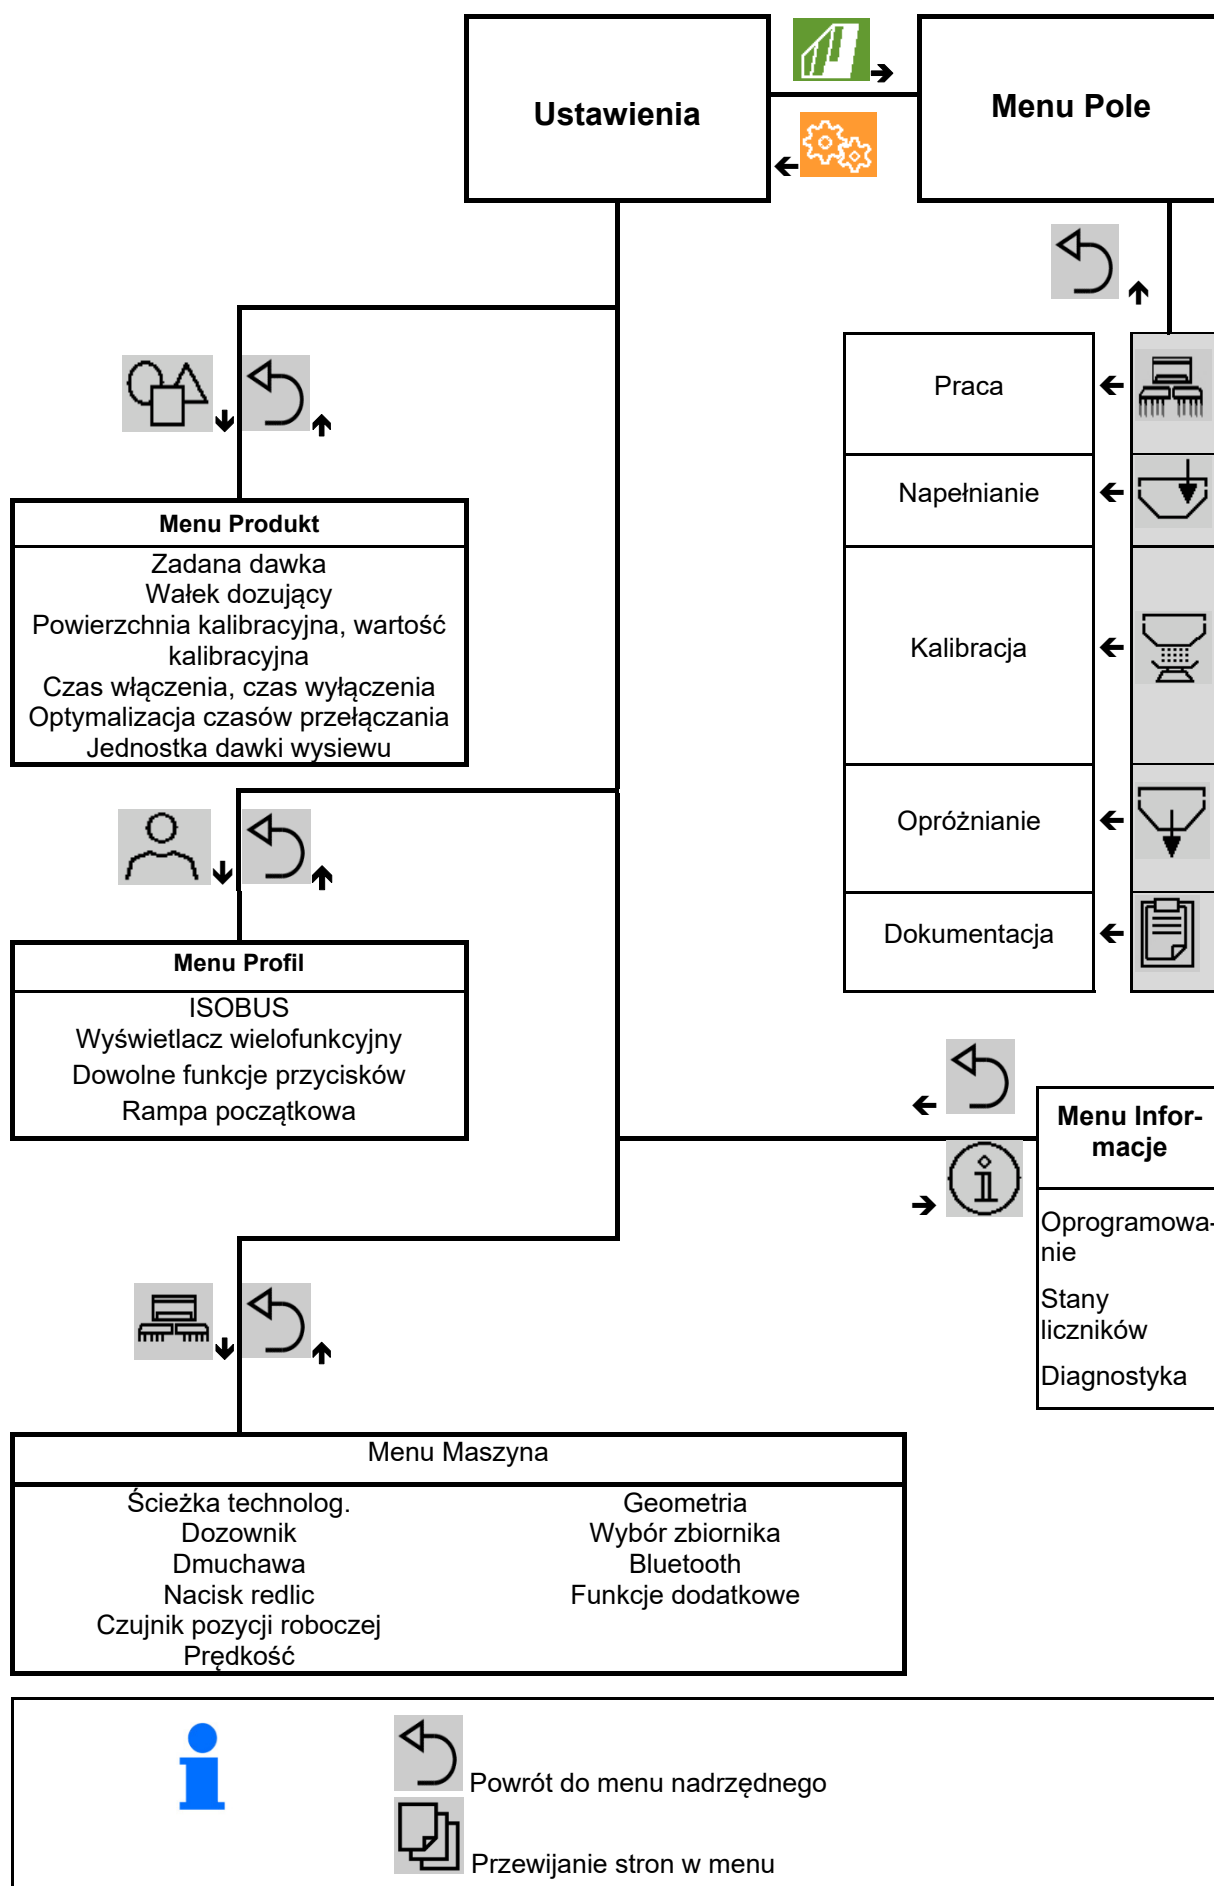 Ustawienia
Menu Pole
Praca
Napełnianie
Kalibracja
Opróżnianie
Dokumentacja
Menu Produkt
Zadana dawka
Wałek dozujący
Powierzchnia kalibracyjna, wartość
kalibracyjna
Czas włączenia, czas wyłączenia
Optymalizacja czasów przełączania
Jednostka dawki wysiewu
Menu Profil
ISOBUS
Wyświetlacz wielofunkcyjny
Dowolne funkcje przycisków
Rampa początkowa
Menu Infor-
macje
Oprogramowa-
nie
Stany
liczników
Diagnostyka
Menu Maszyna
Ścieżka technolog.
Dozownik
Dmuchawa
Nacisk redlic
Czujnik pozycji roboczej
Prędkość
Geometria
Wybór zbiornika
Bluetooth
Funkcje dodatkowe
Powrót do menu nadrzędnego
Przewijanie stron w menu